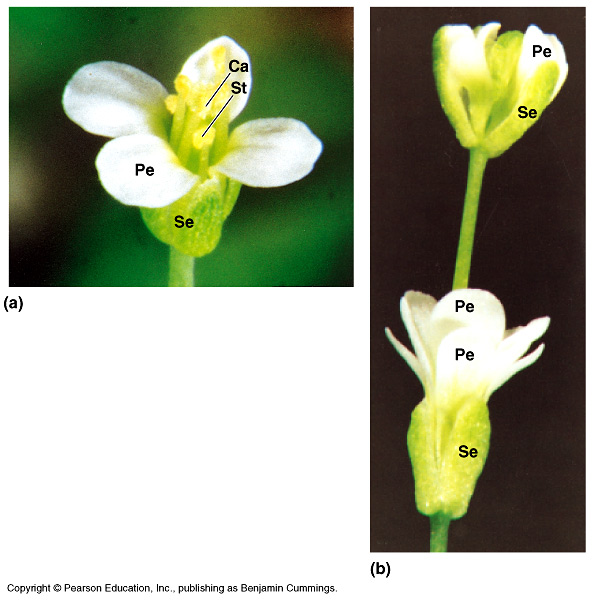 Ca
St
Pe
Se
(a)
Pe
Se
Pe
Pe
Se
(b)
Copyright © Pearson Education, Inc., publishing as Benjamin Cummings.